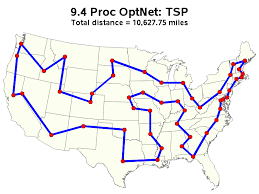 9.4 Proc OptNet: TSP
Total distance = 10,627.75 miles